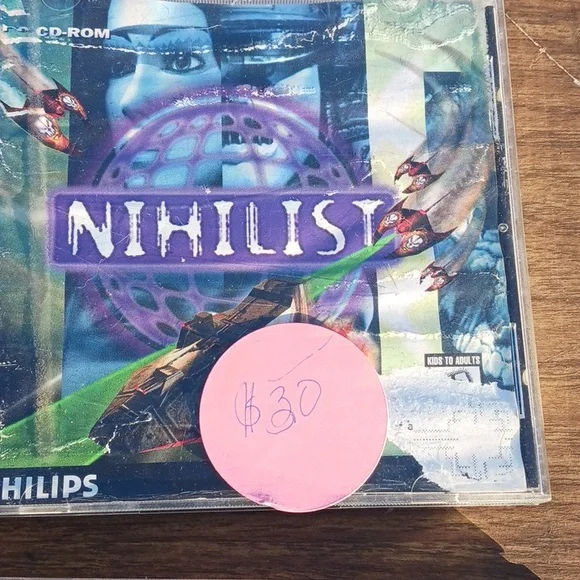 CD-ROM
NIHILIST
KIDS TO ADULTS
$30
HILIPS